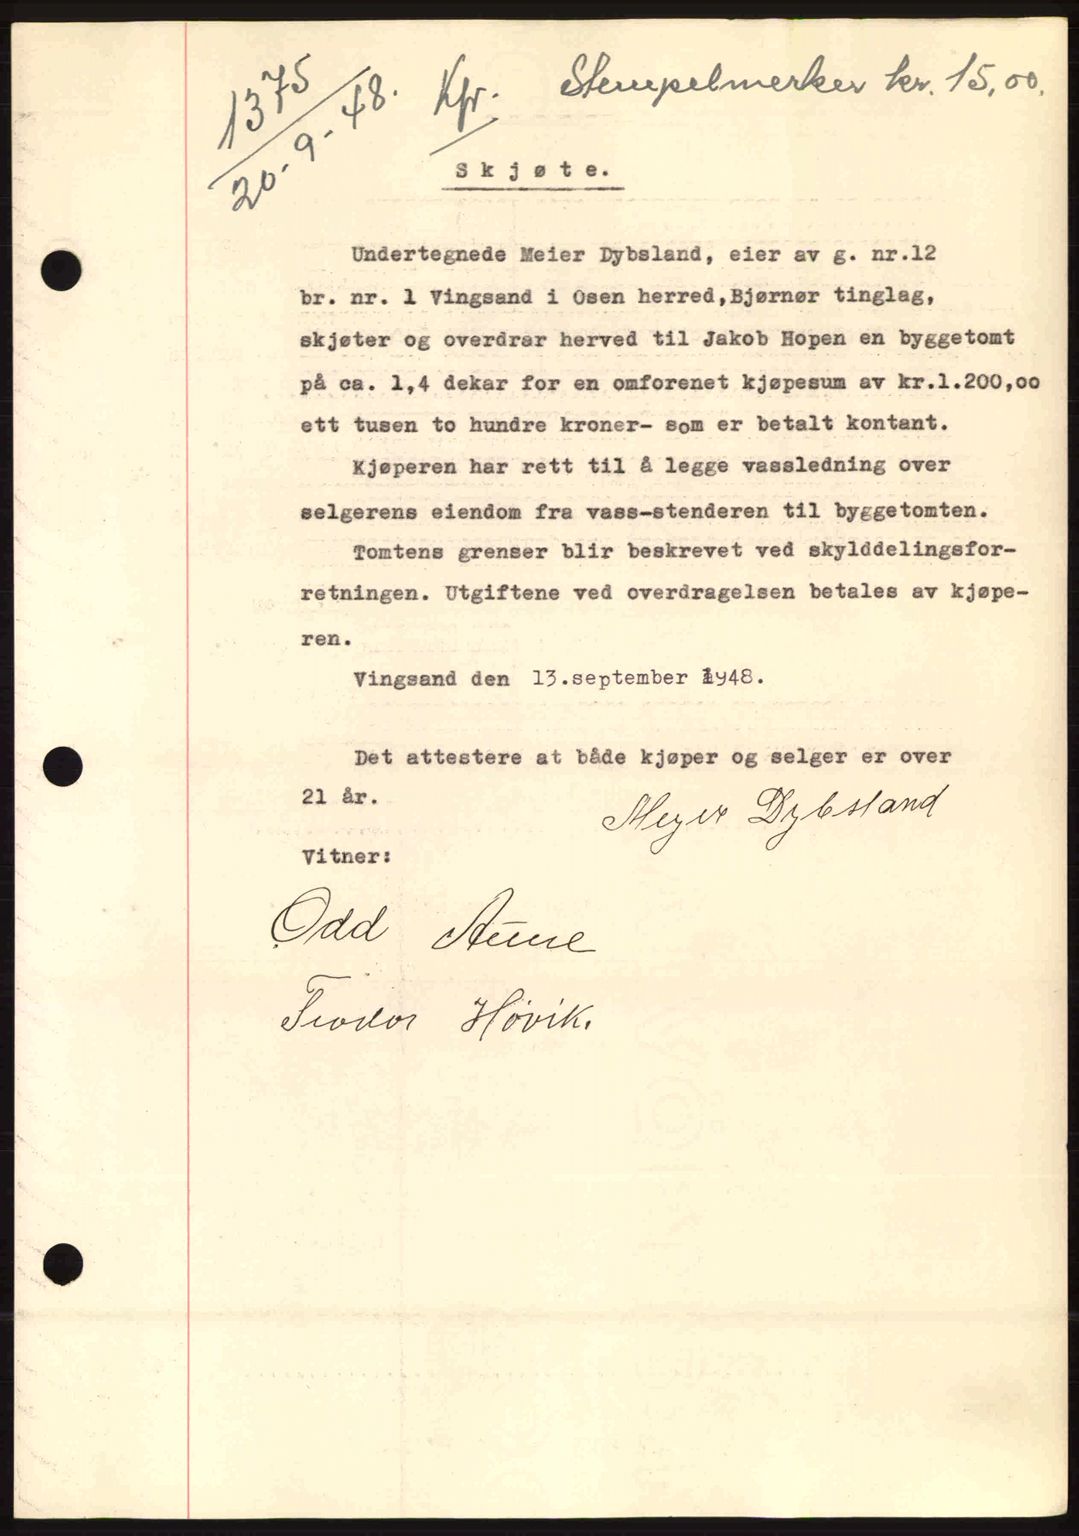 1375
20-9-48.
Kfr.
Stempelmerker kr. 15,00.
Skjøte.
Undertegnede Meier Dybsland, eier av g. nr.12
br. nr. 1 Vingsand i Osen herred,Bjørnør tinglag,
skjøter og overdrar herved til Jakob Hopen en byggetomt
på ca. 1,4 dekar for en omforenet kjøpesum av kr.1.200,00
ett tusen to hundre kroner- som er betalt kontant.
Kjøperen har rett til å legge vassledning over
selgerens eiendom fra vass-stenderen til byggetomten.
Tomtens grenser blir beskrevet ved skylddelingsfor-
retningen. Utgiftene ved overdragelsen betales av kjøpe-
ren.
Vingsand den 13.september 1948.
Det attestere at både kjøper og selger er over
21 år.
Meyer Dybsland
Vitner:
Odd Aune
Teodor Høvik.